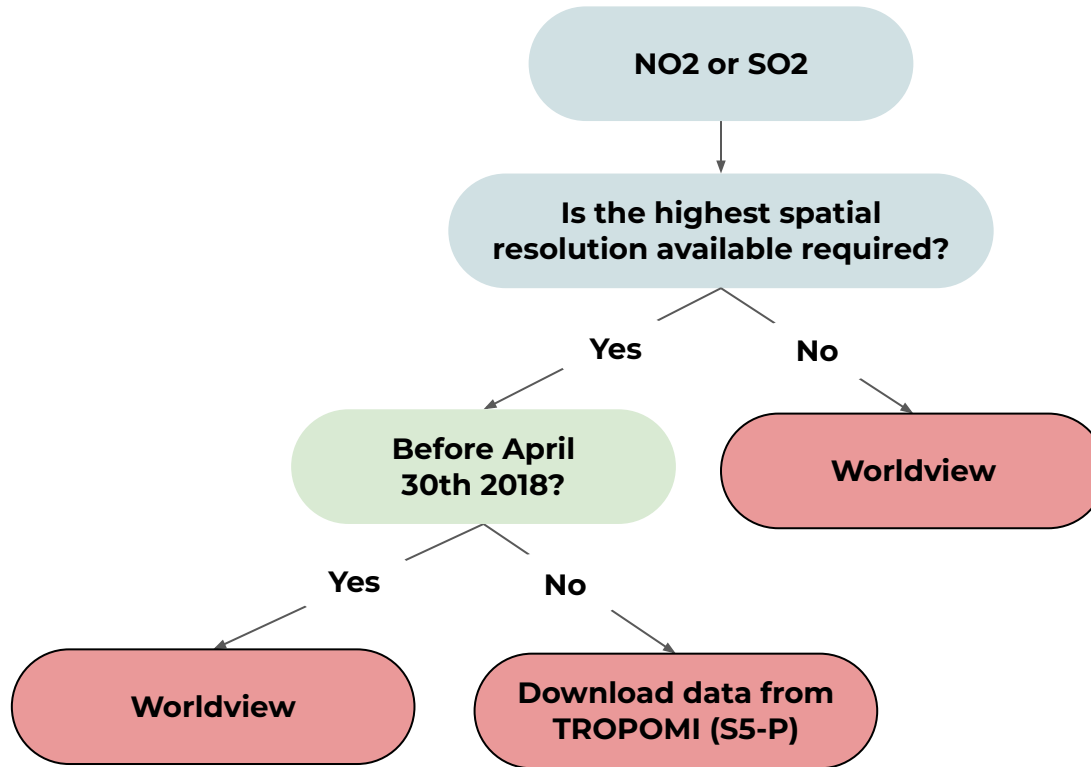 NO2 or SO2
Is the highest spatial
resolution available required?
Yes
No
Before April
30th 2018?
Worldview
Yes
No
Worldview
Download data from
TROPOMI (S5-P)